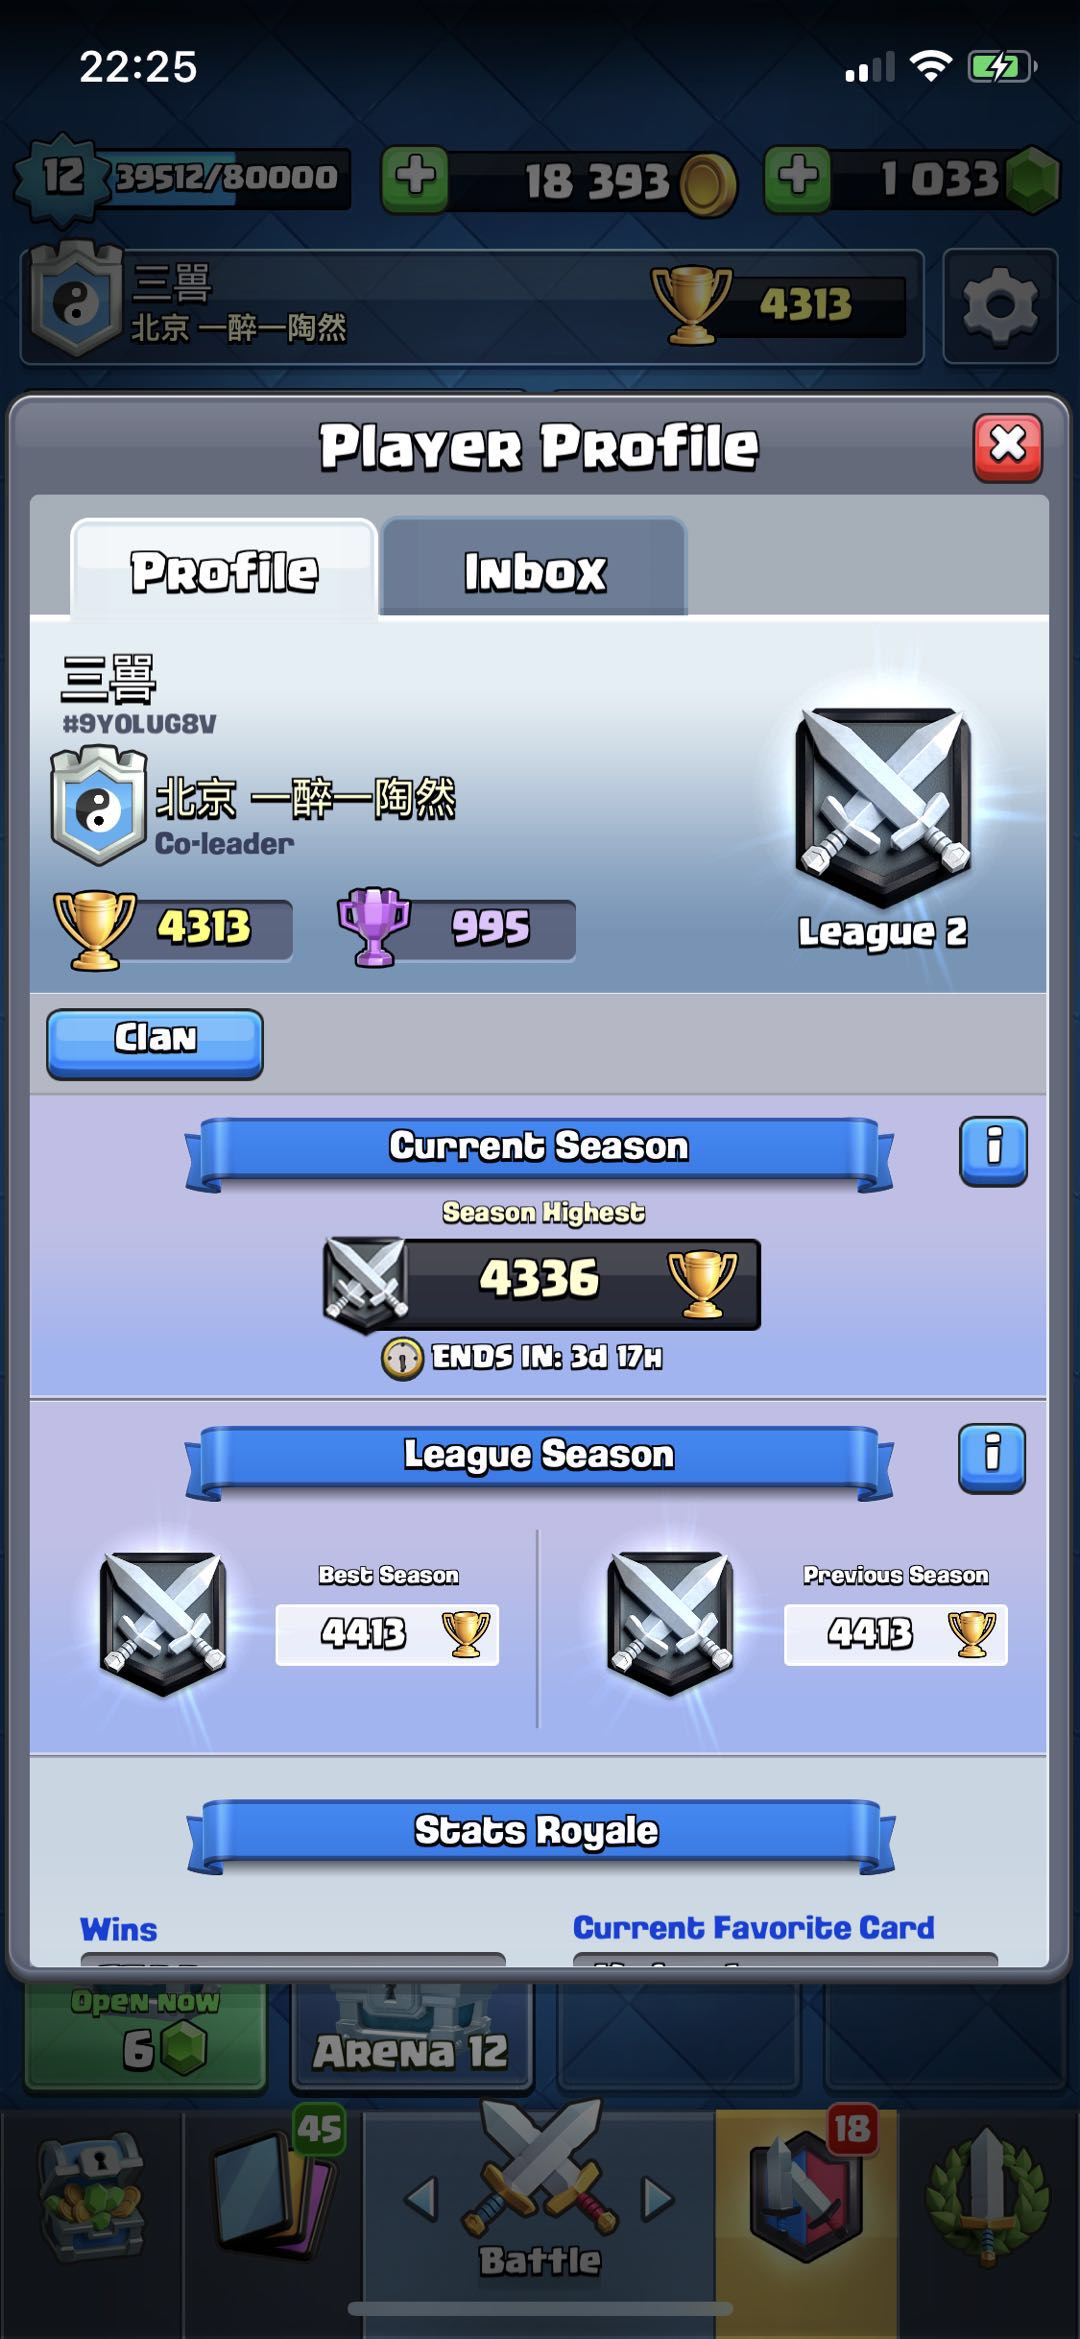 22:25
12 39512/80000
18 393
1 033
三噐
北京 一醉一陶然
4313
Player Profile
Profile
Inbox
三噐
#9Y0LUG8V
北京 一醉一陶然
Co-leader
4313
995
League 2
Clan
Current Season
i
Season Highest
4336
ENDS IN: 3d 17H
League Season
i
Best Season
4413
Previous Season
4413
Stats Royale
Wins
Current Favorite Card
Open now
6
Arena 12
45
18
Battle